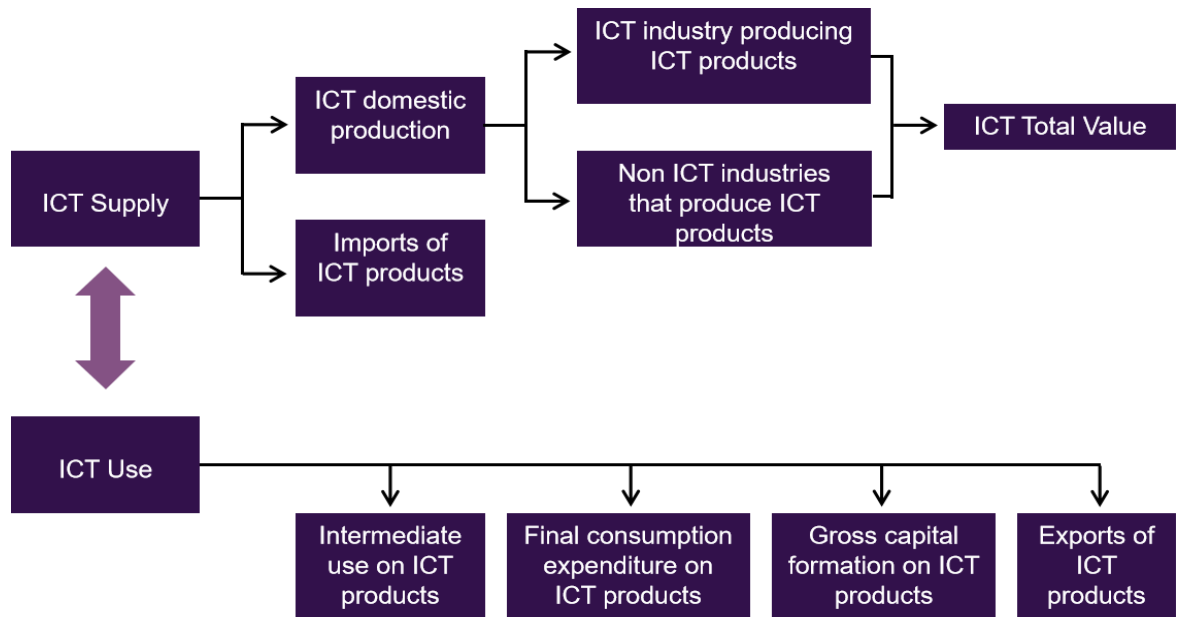 ICT industry producing
ICT products
ICT domestic
production
ICT Total Value
ICT Supply
Non ICT industries
that produce ICT
products
Imports of
ICT products
ICT Use
Intermediate
use on ICT
products
Final consumption
expenditure on
ICT products
Gross capital
formation on ICT
products
Exports of
ICT
products